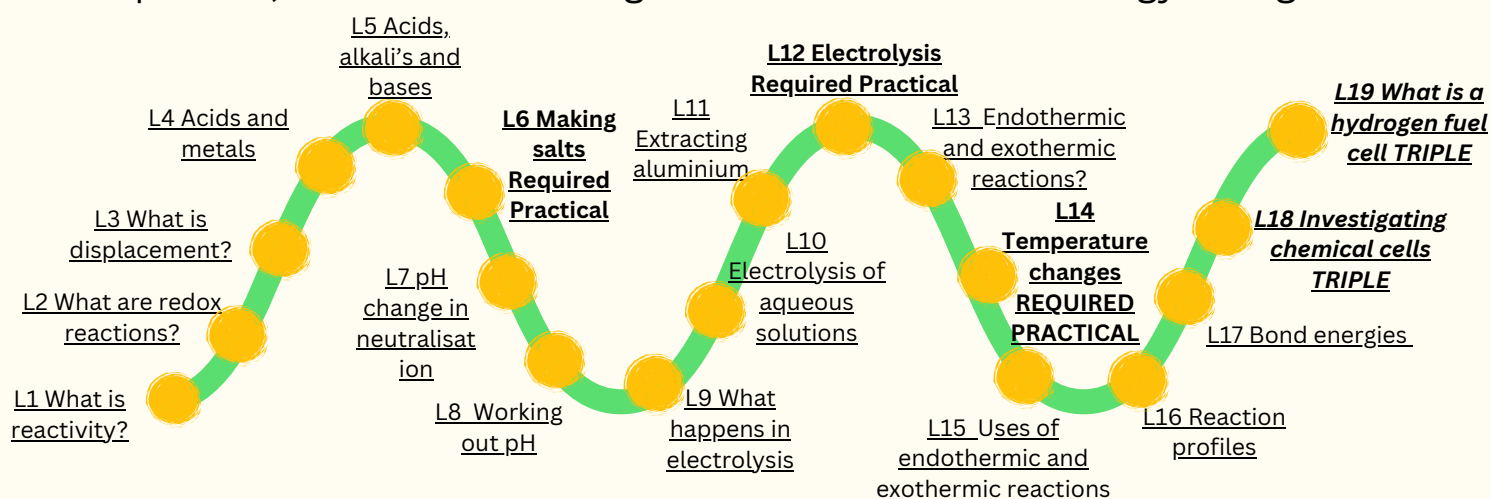 L1 What is
reactivity?
L2 What are redox
reactions?
L3 What is
displacement?
L4 Acids and
metals
L5 Acids,
alkali’s and
bases
L6 Making
salts
Required
Practical
L7 pH
change in
neutralisat
ion
L8 Working
out pH
L9 What
happens in
electrolysis
L10
Electrolysis of
aqueous
solutions
L11
Extracting
aluminium
L12 Electrolysis
Required Practical
L13 Endothermic
and exothermic
reactions?
L14
Temperature
changes
REQUIRED
PRACTICAL
L15 Uses of
endothermic and
exothermic reactions
L16 Reaction
profiles
L17 Bond energies
L18 Investigating
chemical cells
TRIPLE
L19 What is a
hydrogen fuel
cell TRIPLE